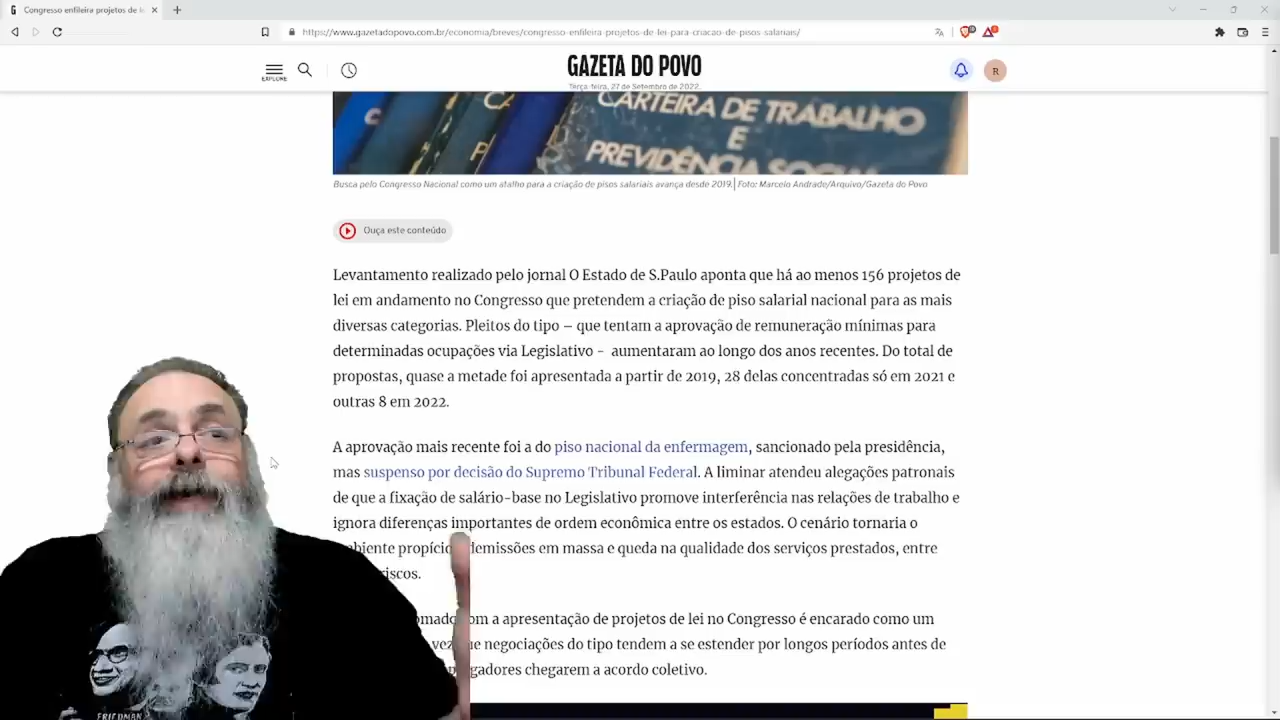 Congresso enfileira projetos de l
https://www.gazetadopovo.com.br/economia/breves/congresso-enfileira-projetos-de-lei-para-criacao-de-pisos-salariais/
EXPLORE
GAZETA DO POVO
Terça-feira, 27 de Setembro de 2022.
R
CARTEIRA DE TRABALHO
E
PREVIDÊNCIA SOCIAL
Busca pelo Congresso Nacional como um atalho para a criação de pisos salariais avança desde 2019.| Foto: Marcelo Andrade/Arquivo/Gazeta do Povo
Ouça este conteúdo
Levantamento realizado pelo jornal O Estado de S.Paulo aponta que há ao menos 156 projetos de
lei em andamento no Congresso que pretendem a criação de piso salarial nacional para as mais
diversas categorias. Pleitos do tipo – que tentam a aprovação de remuneração mínimas para
determinadas ocupações via Legislativo - aumentaram ao longo dos anos recentes. Do total de
propostas, quase a metade foi apresentada a partir de 2019, 28 delas concentradas só em 2021 e
outras 8 em 2022.
A aprovação mais recente foi a do piso nacional da enfermagem, sancionado pela presidência,
mas suspenso por decisão do Supremo Tribunal Federal. A liminar atendeu alegações patronais
de que a fixação de salário-base no Legislativo promove interferência nas relações de trabalho e
ignora diferenças importantes de ordem econômica entre os estados. O cenário tornaria o
ambiente propício demissões em massa e queda na qualidade dos serviços prestados, entre
riscos.
om a apresentação de projetos de lei no Congresso é encarado como um
vez que negociações do tipo tendem a se estender por longos períodos antes de
chegarem a acordo coletivo.
FRIEDMAN